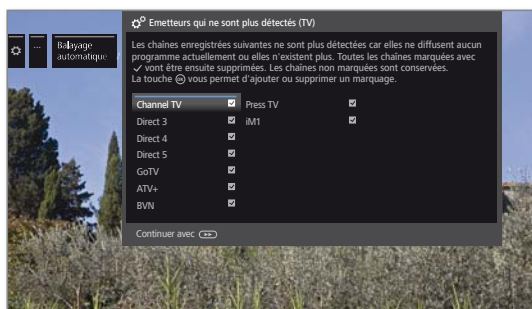 Emetteurs qui ne sont plus détectés (TV)
...
Balayage
automatique
Les chaînes enregistrées suivantes ne sont plus détectées car elles ne diffusent aucun
programme actuellement ou elles n'existent plus. Toutes les chaînes marquées avec
✓ vont être ensuite supprimées. Les chaînes non marquées sont conservées.
La touche OK vous permet d'ajouter ou supprimer un marquage.
Channel TV
Direct 3
Direct 4
Direct 5
GoTV
ATV+
BVN
Press TV
iM1
Continuer avec